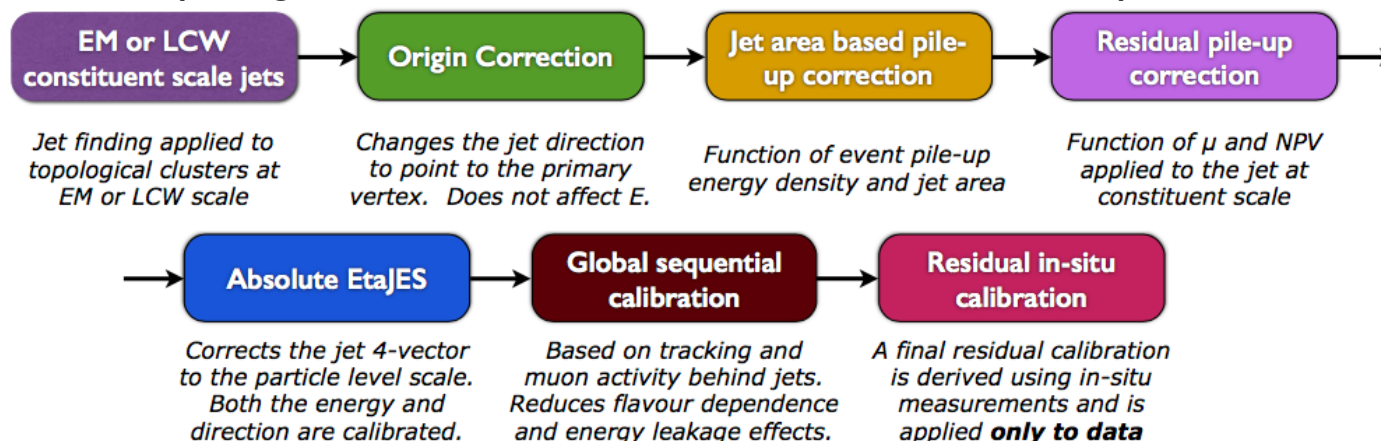 EM or LCW
constituent scale jets
Origin Correction
Jet area based pile-
up correction
Residual pile-up
correction
Jet finding applied to
topological clusters at
EM or LCW scale
Changes the jet direction
to point to the primary
vertex. Does not affect E.
Function of event pile-up
energy density and jet area
Function of µ and NPV
applied to the jet at
constituent scale
Absolute EtaJES
Global sequential
calibration
Residual in-situ
calibration
Corrects the jet 4-vector
to the particle level scale.
Both the energy and
direction are calibrated.
Based on tracking and
muon activity behind jets.
Reduces flavour dependence
and energy leakage effects.
A final residual calibration
is derived using in-situ
measurements and is
applied only to data